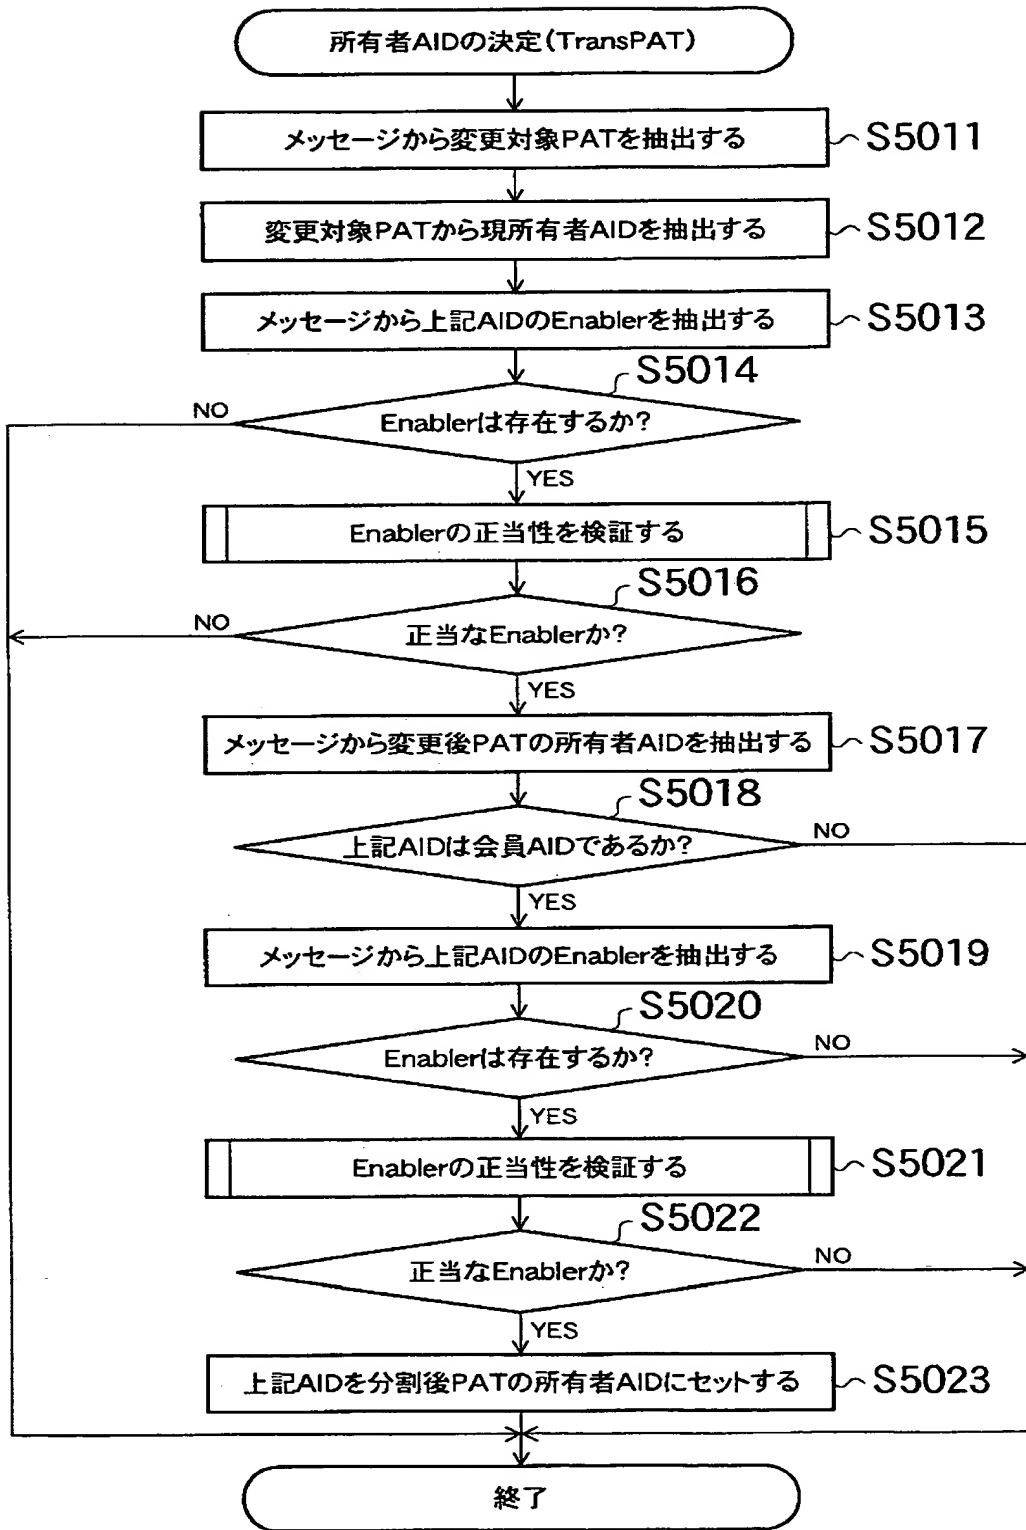 所有者AIDの決定(TransPAT)
メッセージから変更対象PATを抽出する
S5011
変更対象PATから現所有者AIDを抽出する
S5012
メッセージから上記AIDのEnablerを抽出する
S5013
S5014
NO
Enablerは存在するか?
YES
Enablerの正当性を検証する
S5015
S5016
NO
正当なEnablerか?
YES
メッセージから変更後PATの所有者AIDを抽出する
S5017
S5018
上記AIDは会員AIDであるか?
NO
YES
メッセージから上記AIDのEnablerを抽出する
S5019
S5020
Enablerは存在するか?
NO
YES
Enablerの正当性を検証する
S5021
S5022
正当なEnablerか?
NO
YES
上記AIDを分割後PATの所有者AIDにセットする
S5023
終了